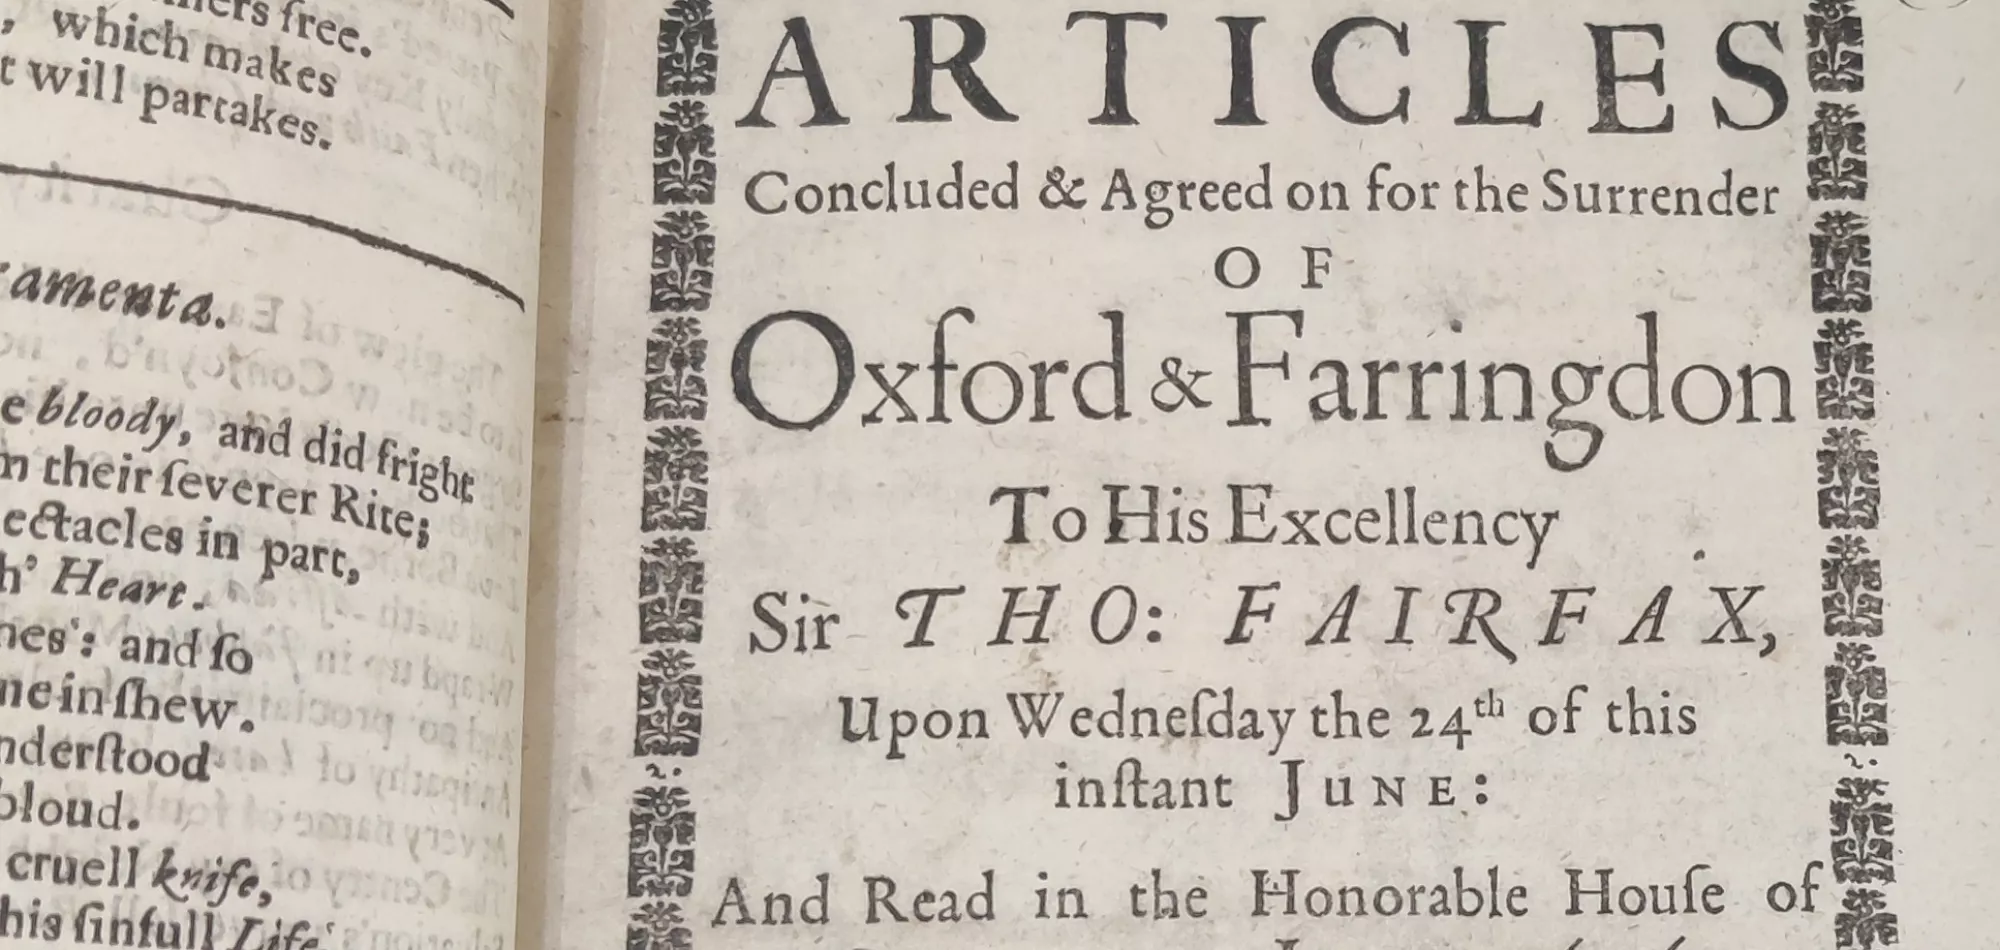 free.
, which makes
will partakes.
amenta.
e bloody, and did fright
their ſeverer Rite;
ectacles in part,
h' Heart.
: and ſo
in ſhew.
nderſtood
bloud.
cruell knife,
his ſinfull Life
ARTICLES
Concluded & Agreed on for the Surrender
OF
Oxford & Farringdon
To His Excellency
Sir THO: FAIRFAX,
Upon Wedneſday the 24th of this
inſtant JUNE:
And Read in the Honorable Houſe of